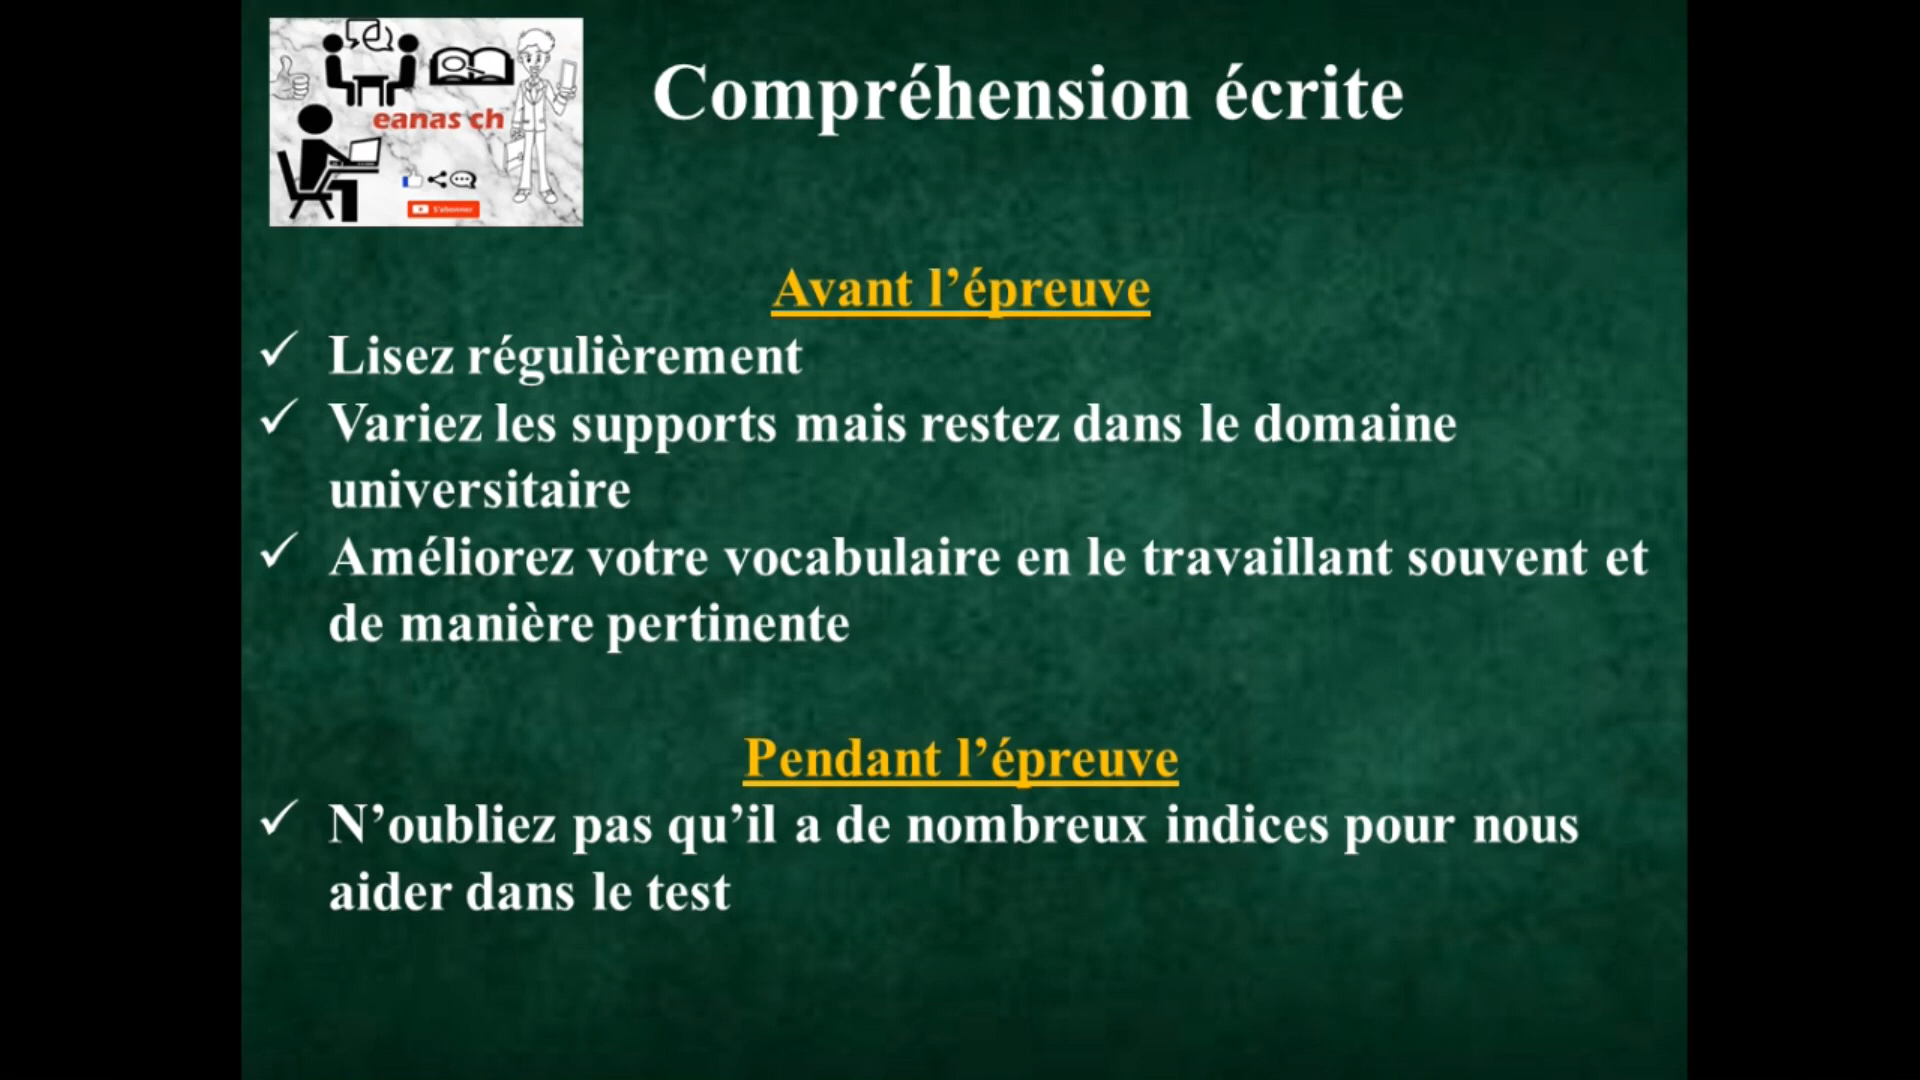 eanas ch
S'abonner
Compréhension écrite
Avant l’épreuve
✓ Lisez régulièrement
✓ Variez les supports mais restez dans le domaine
universitaire
✓ Améliorez votre vocabulaire en le travaillant souvent et
de manière pertinente
Pendant l’épreuve
✓ N’oubliez pas qu’il a de nombreux indices pour nous
aider dans le test